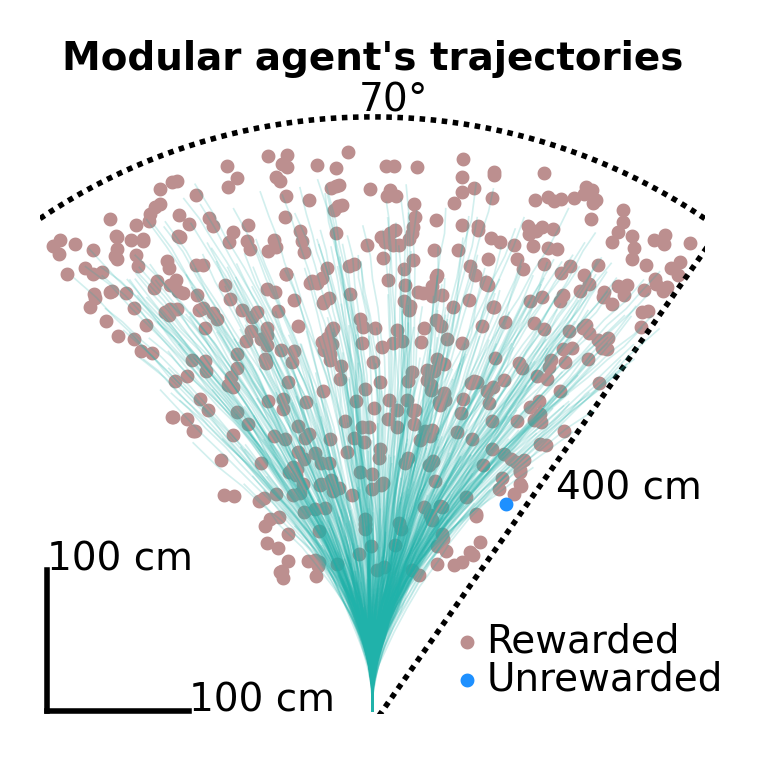 Modular agent's trajectories
70°
400 cm
100 cm
100 cm
Rewarded
Unrewarded